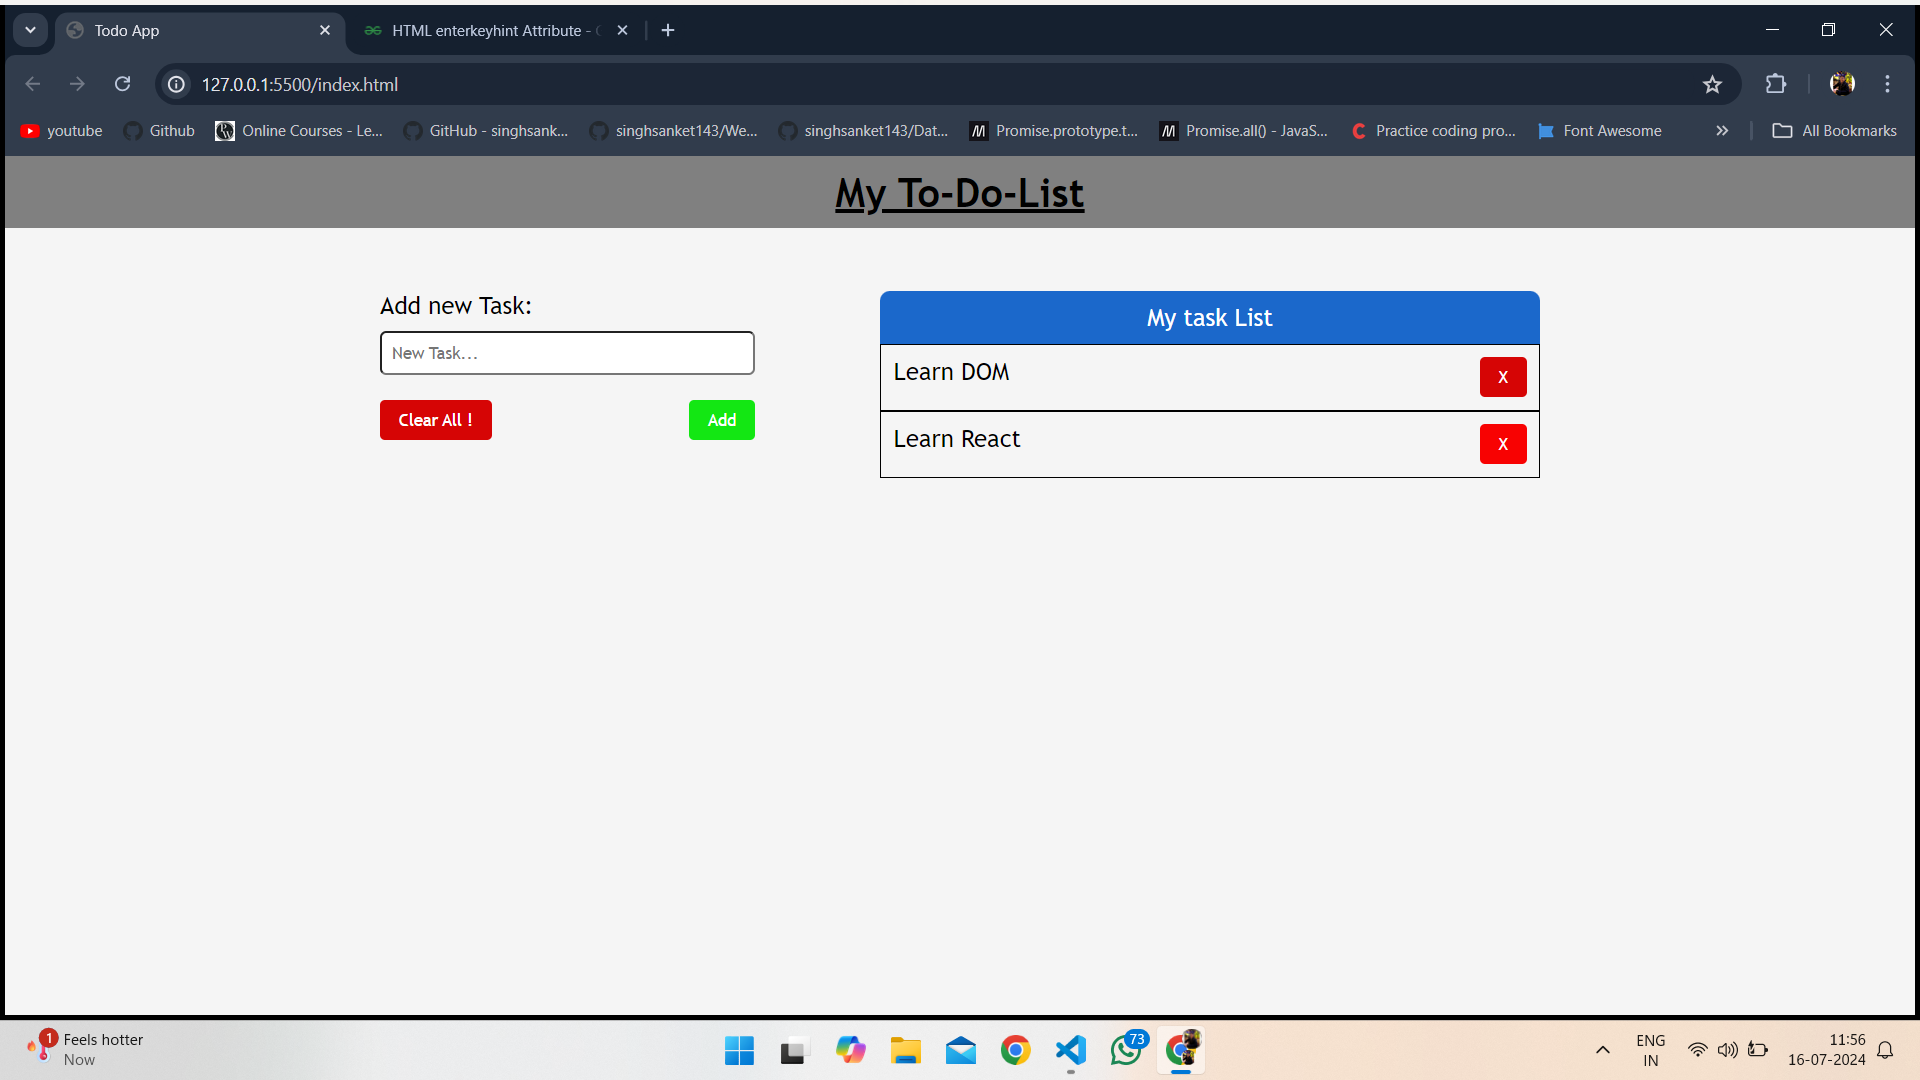 Todo App
HTML enterkeyhint Attribute -
127.0.0.1:5500/index.html
youtube
Github
Online Courses - Le...
GitHub - singhsank...
singhsanket143/We...
singhsanket143/Dat...
Promise.prototype.t...
Promise.all() - JavaS...
Practice coding pro...
Font Awesome
All Bookmarks
My To-Do-List
Add new Task:
New Task...
Clear All !
Add
My task List
Learn DOM
X
Learn React
X
1
Feels hotter
Now
73
ENG
IN
11:56
16-07-2024